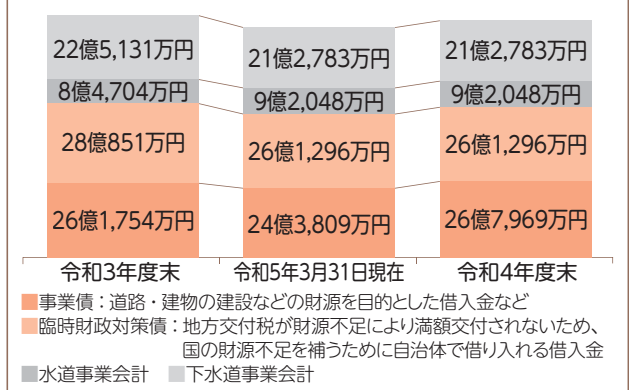 22億5,131万円 21億2,783万円 21億2,783万円
8億4,704万円 9億2,048万円 9億2,048万円
28億851万円 26億1,296万円 26億1,296万円
26億1,754万円 24億3,809万円 26億7,969万円
令和3年度末 令和5年3月31日現在 令和4年度末
■事業債：道路・建物の建設などの財源を目的とした借入金など
■臨時財政対策債：地方交付税が財源不足により満額交付されないため、
国の財源不足を補うために自治体で借り入れる借入金
■水道事業会計 ■下水道事業会計